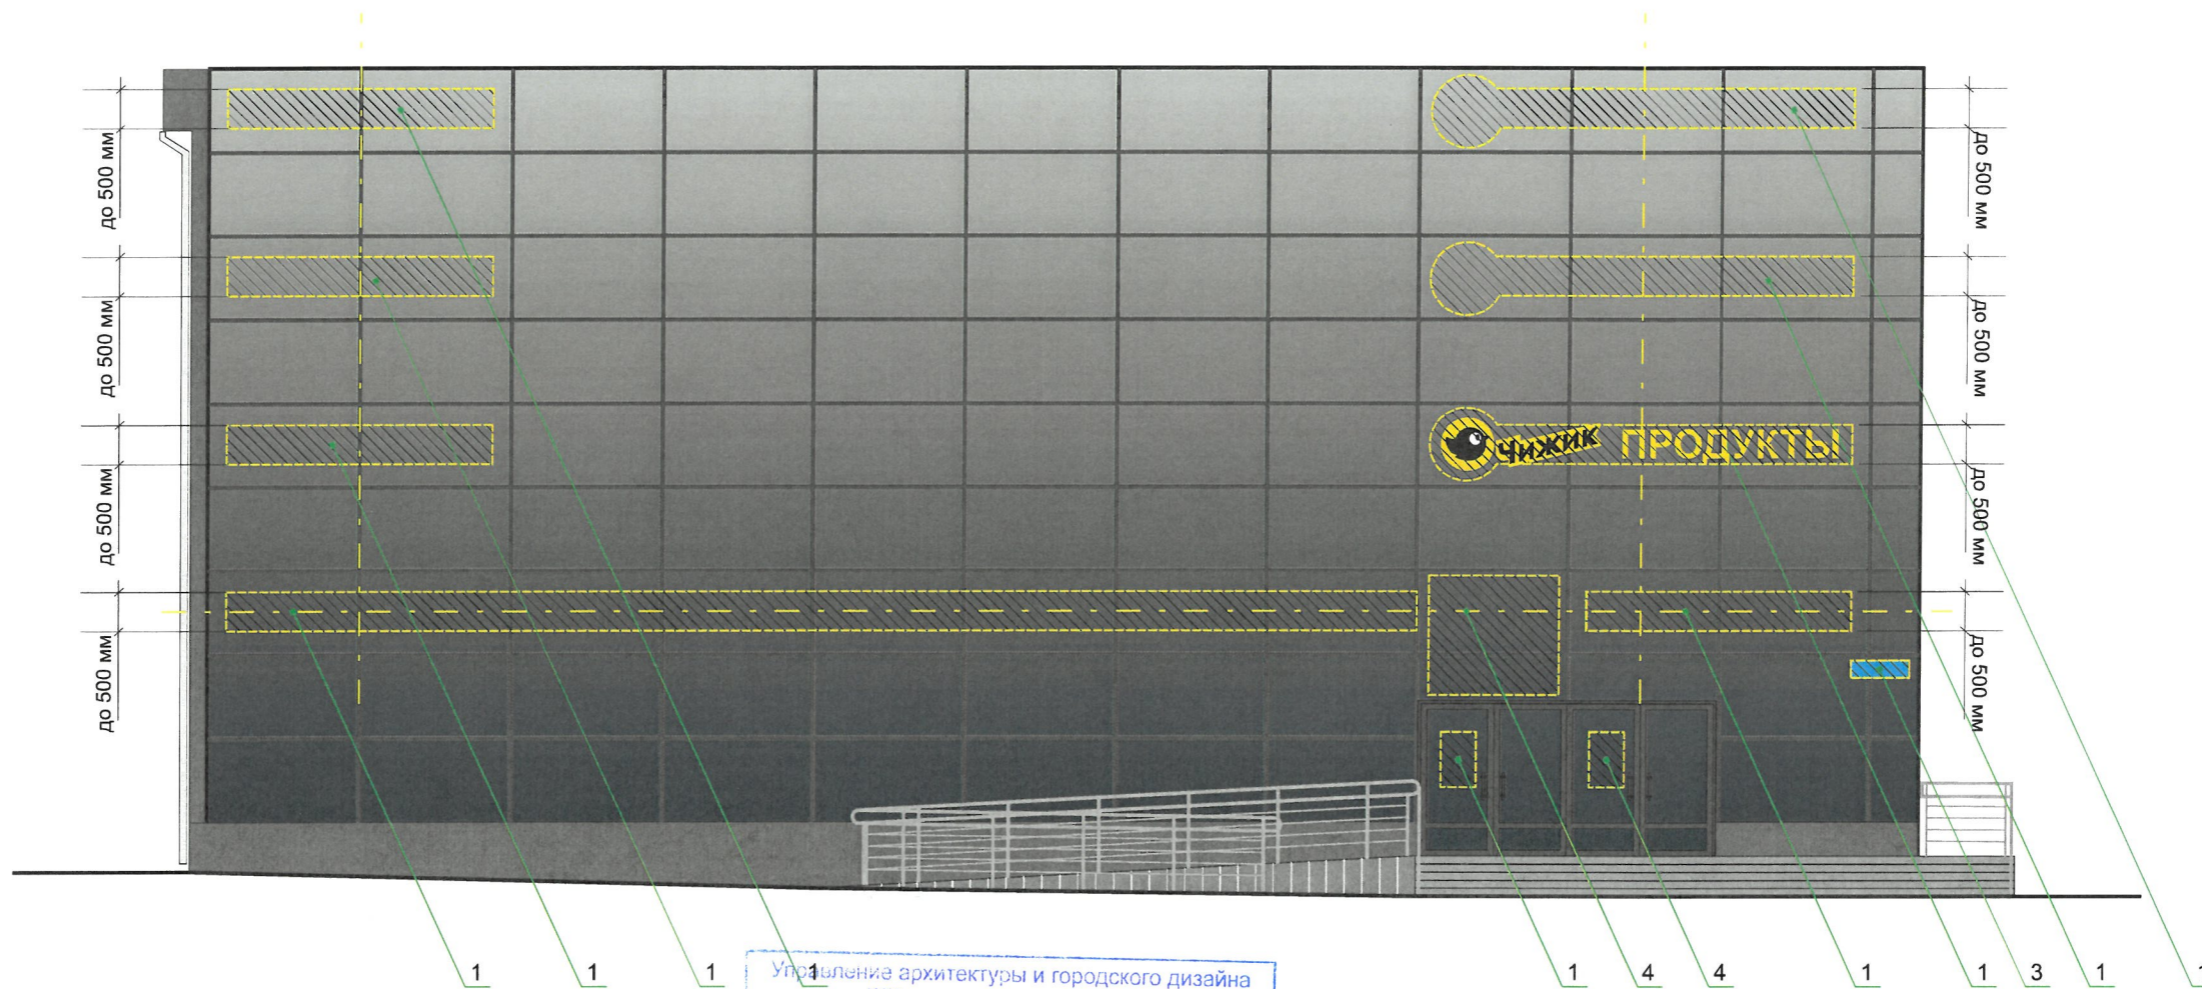 до 500 мм
до 500 мм
до 500 мм
до 500 мм
ЧИЖИК ПРОДУКТЫ
до 500 мм
до 500 мм
до 500 мм
до 500 мм
1 1 1 1 1 4 4 1 1 3 1 1
Управление архитектуры и городского дизайна